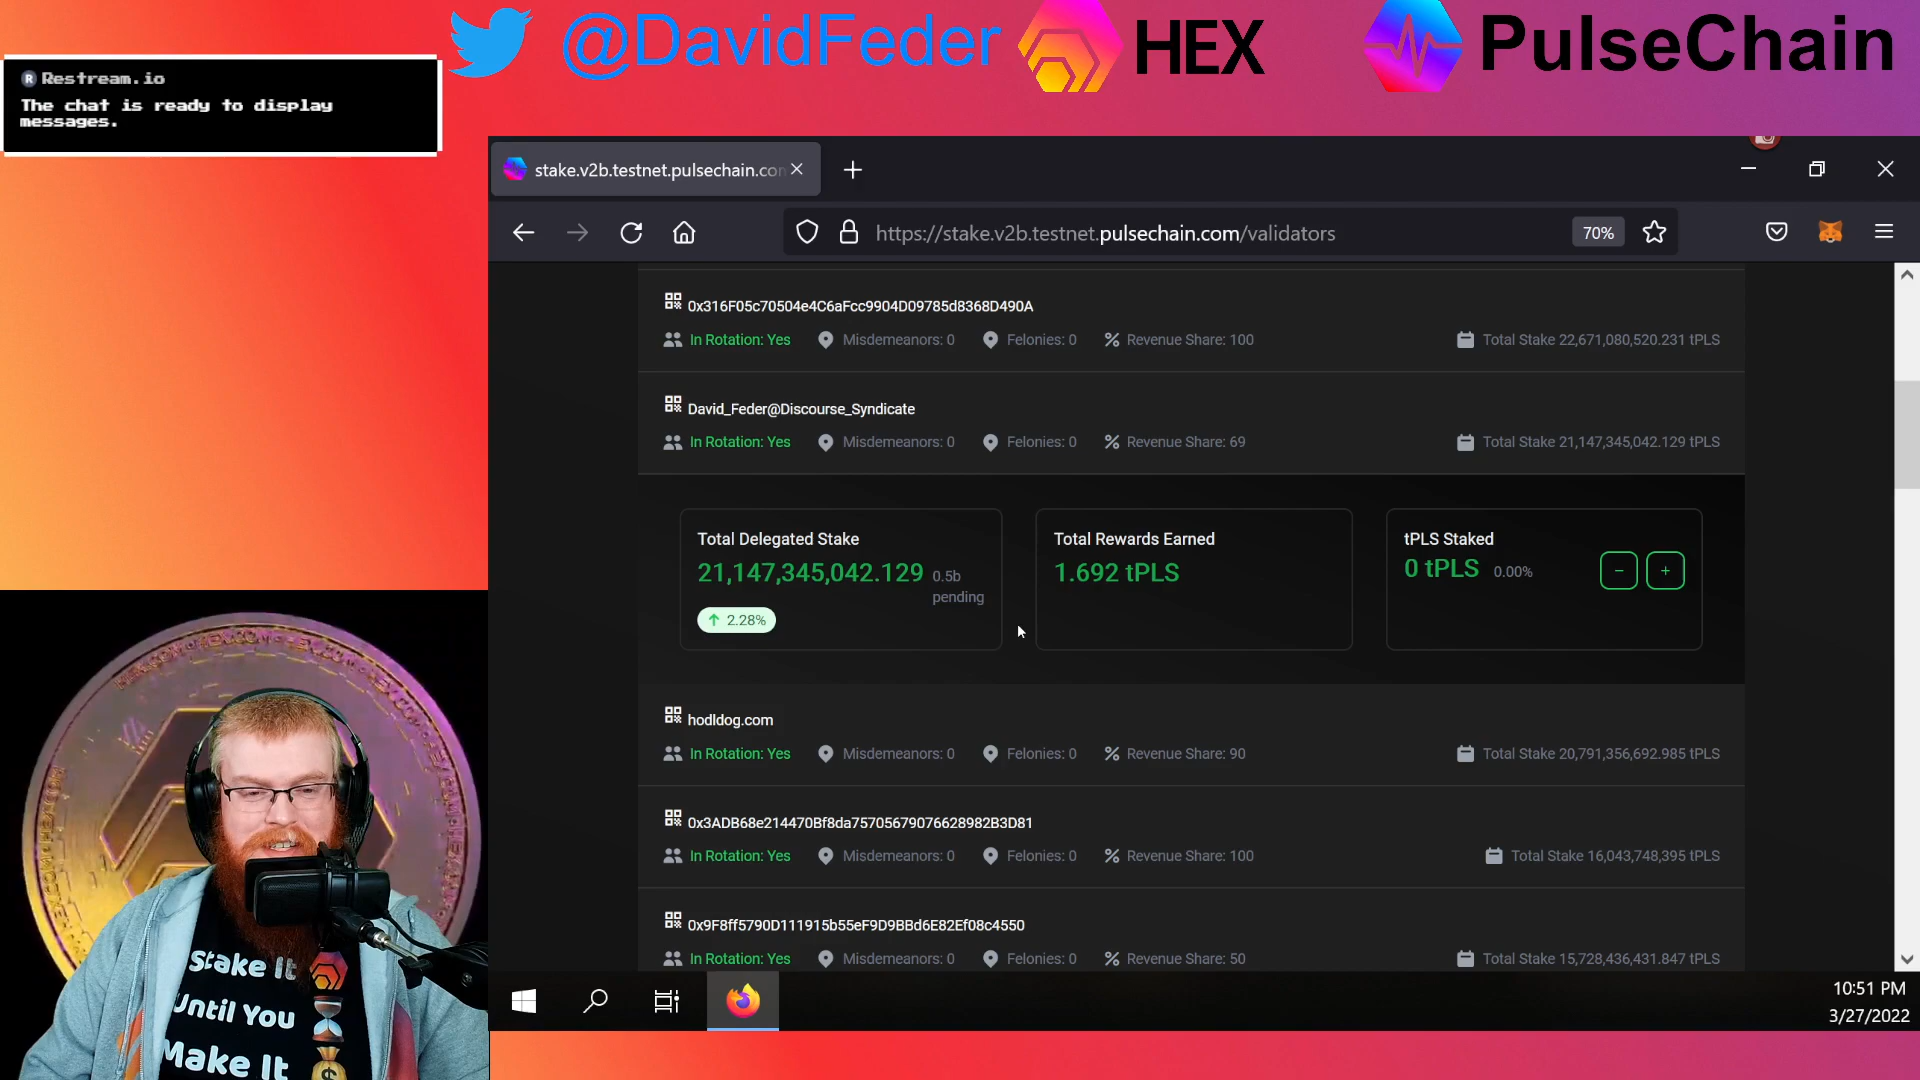 @DavidFeder
HEX
PulseChain
Restream.io
The chat is ready to display
messages.
stake.v2b.testnet.pulsechain.con
https://stake.v2b.testnet.pulsechain.com/validators
70%
0x316F05c70504e4C6aFcc9904D09785d8368D490A
In Rotation: Yes Misdemeanors: 0 Felonies: 0 Revenue Share: 100 Total Stake 22,671,080,520.231 tPLS
David_Feder@Discourse_Syndicate
In Rotation: Yes Misdemeanors: 0 Felonies: 0 Revenue Share: 69 Total Stake 21,147,345,042.129 tPLS
Total Delegated Stake
21,147,345,042.129 0.5b
pending
2.28%
Total Rewards Earned
1.692 tPLS
tPLS Staked
0 tPLS 0.00%
hodldog.com
In Rotation: Yes Misdemeanors: 0 Felonies: 0 Revenue Share: 90 Total Stake 20,791,356,692.985 tPLS
0x3ADB68e214470Bf8da75705679076628982B3D81
In Rotation: Yes Misdemeanors: 0 Felonies: 0 Revenue Share: 100 Total Stake 16,043,748,395 tPLS
0x9F8ff5790D111915b55eF9D9BBd6E82Ef08c4550
In Rotation: Yes Misdemeanors: 0 Felonies: 0 Revenue Share: 50 Total Stake 15,728,436,431.847 tPLS
10:51 PM
3/27/2022
Stake It
Until You
Make It